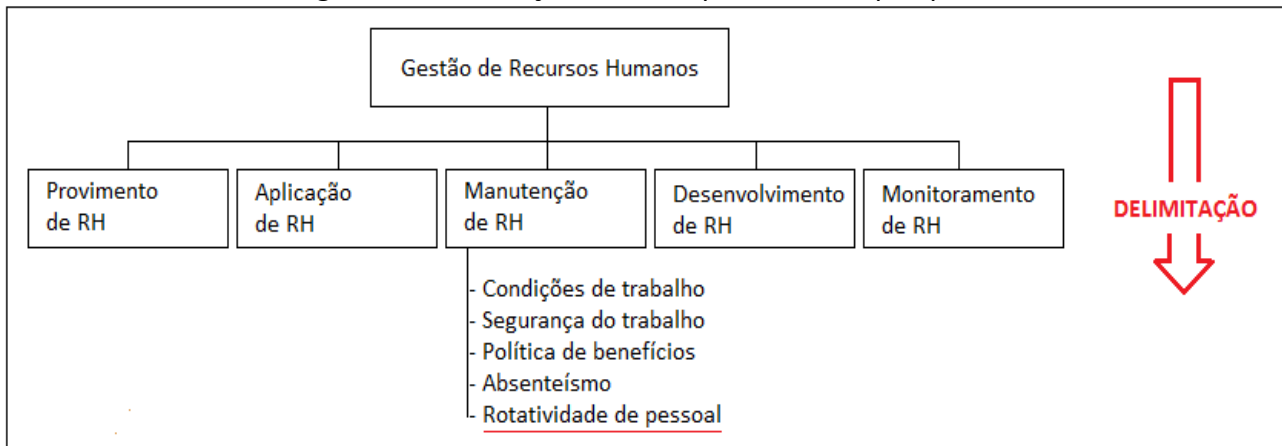 Gestão de Recursos Humanos
Provimento
de RH
Aplicação
de RH
Manutenção
de RH
Desenvolvimento
de RH
Monitoramento
de RH
DELIMITAÇÃO
- Condições de trabalho
- Segurança do trabalho
- Política de benefícios
- Absenteísmo
- Rotatividade de pessoal